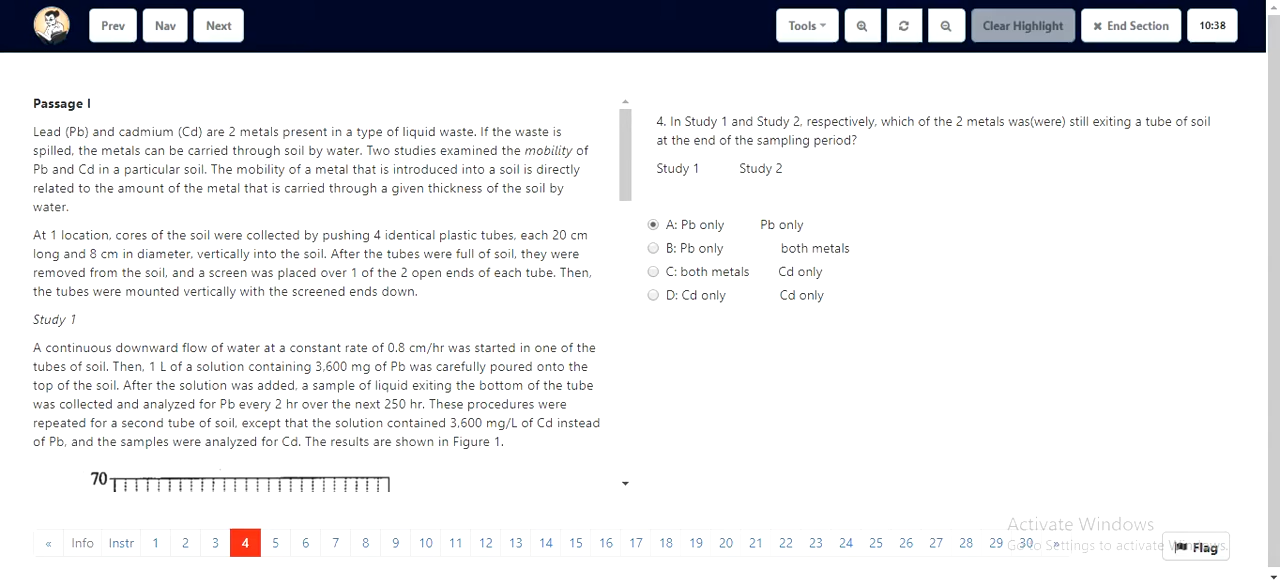 Prev Nav Next Tools Clear Highlight End Section 10:38
Passage I
Lead (Pb) and cadmium (Cd) are 2 metals present in a type of liquid waste. If the waste is
spilled, the metals can be carried through soil by water. Two studies examined the mobility of
Pb and Cd in a particular soil. The mobility of a metal that is introduced into a soil is directly
related to the amount of the metal that is carried through a given thickness of the soil by
water.
At 1 location, cores of the soil were collected by pushing 4 identical plastic tubes, each 20 cm
long and 8 cm in diameter, vertically into the soil. After the tubes were full of soil, they were
removed from the soil, and a screen was placed over 1 of the 2 open ends of each tube. Then,
the tubes were mounted vertically with the screened ends down.
Study 1
A continuous downward flow of water at a constant rate of 0.8 cm/hr was started in one of the
tubes of soil. Then, 1 L of a solution containing 3,600 mg of Pb was carefully poured onto the
top of the soil. After the solution was added, a sample of liquid exiting the bottom of the tube
was collected and analyzed for Pb every 2 hr over the next 250 hr. These procedures were
repeated for a second tube of soil, except that the solution contained 3,600 mg/L of Cd instead
of Pb, and the samples were analyzed for Cd. The results are shown in Figure 1.
70
4. In Study 1 and Study 2, respectively, which of the 2 metals was(were) still exiting a tube of soil
at the end of the sampling period?
Study 1 Study 2
A: Pb only Pb only
B: Pb only both metals
C: both metals Cd only
D: Cd only Cd only
« Info Instr 1 2 3 4 5 6 7 8 9 10 11 12 13 14 15 16 17 18 19 20 21 22 23 24 25 26 27 28 29 30 »
Activate Windows
Go to Settings to activate Windows.
Flag